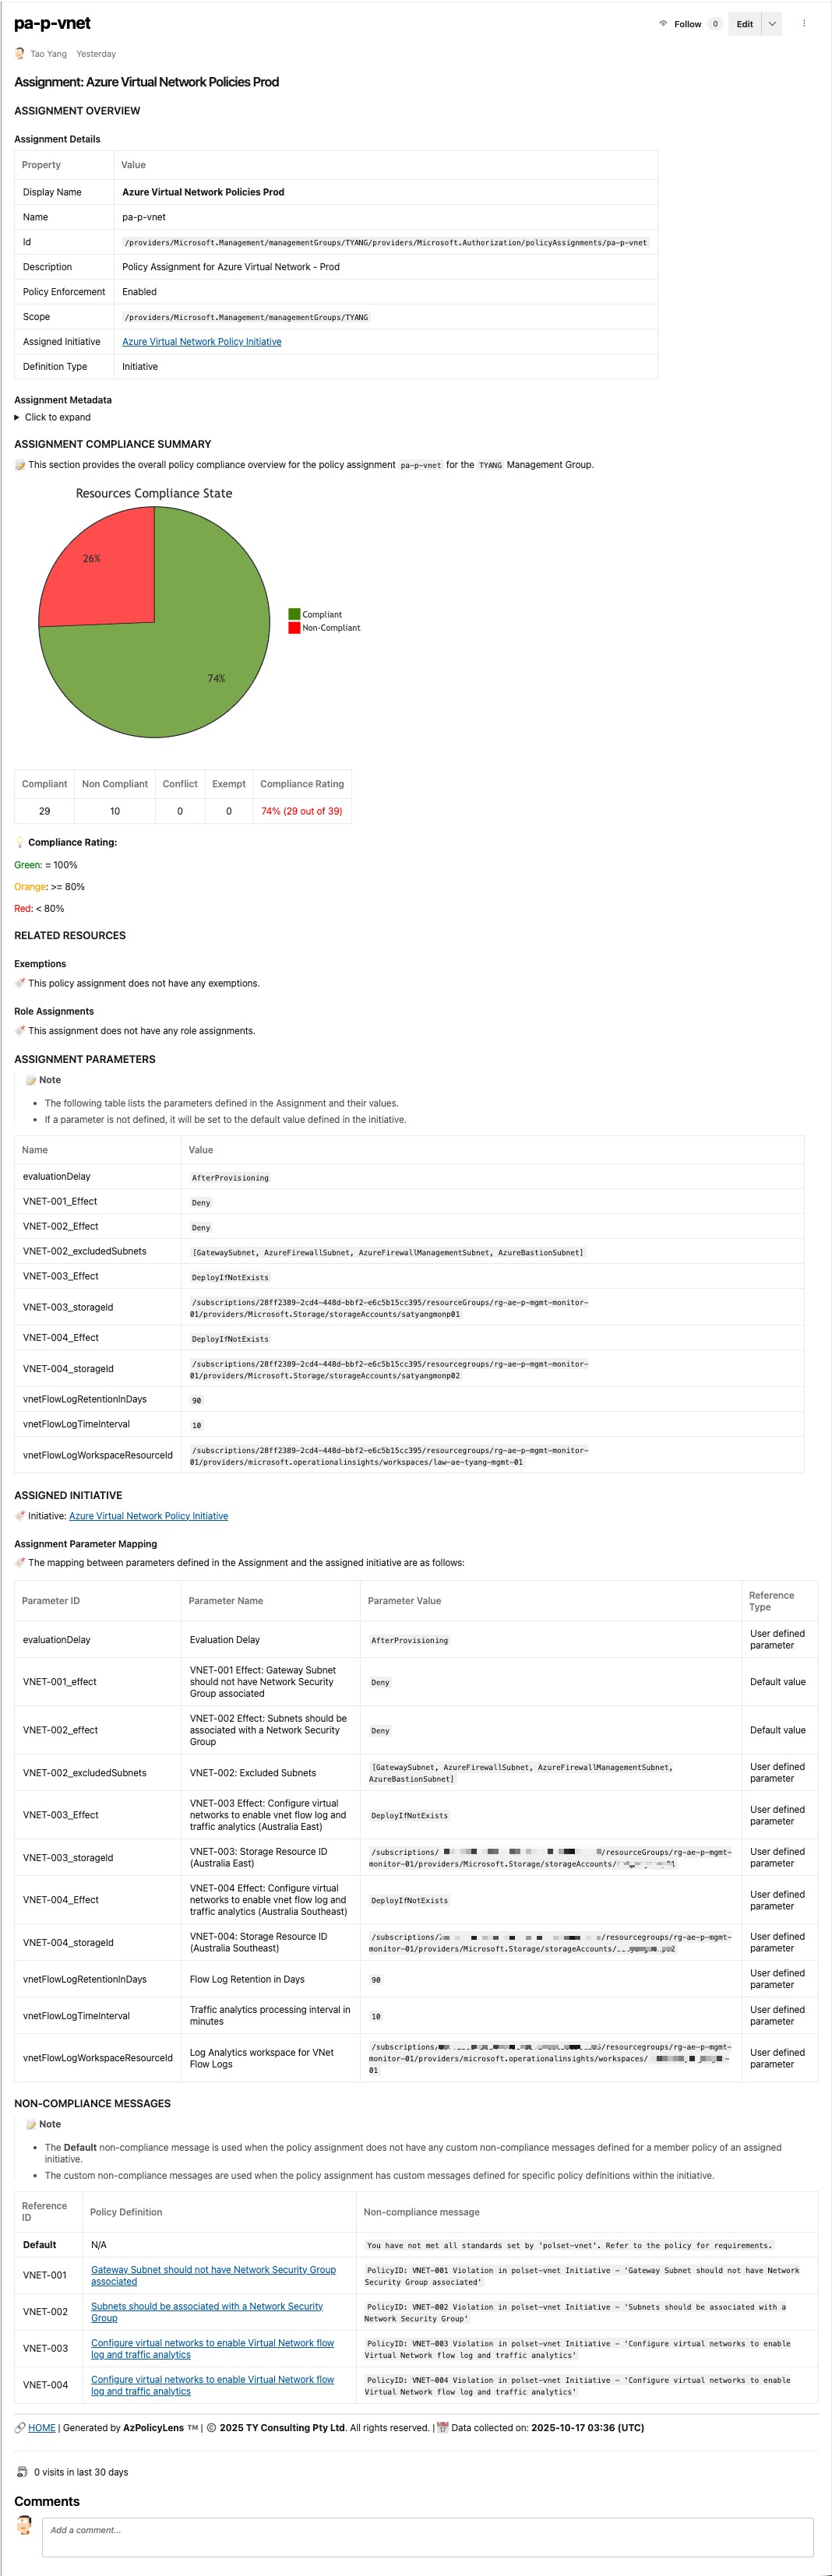 pa-p-vnet
Follow 0 Edit
Tao Yang Yesterday
Assignment: Azure Virtual Network Policies Prod
ASSIGNMENT OVERVIEW
Assignment Details
Property Value
Display Name Azure Virtual Network Policies Prod
Name pa-p-vnet
Id /providers/Microsoft.Management/managementGroups/TYANG/providers/Microsoft.Authorization/policyAssignments/pa-p-vnet
Description Policy Assignment for Azure Virtual Network - Prod
Policy Enforcement Enabled
Scope /providers/Microsoft.Management/managementGroups/TYANG
Assigned Initiative Azure Virtual Network Policy Initiative
Definition Type Initiative
Assignment Metadata
Click to expand
ASSIGNMENT COMPLIANCE SUMMARY
This section provides the overall policy compliance overview for the policy assignment pa-p-vnet for the TYANG Management Group.
Resources Compliance State
26%
74%
Compliant
Non-Compliant
Compliant Non Compliant Conflict Exempt Compliance Rating
29 10 0 0 74% (29 out of 39)
Compliance Rating:
Green: = 100%
Orange: >= 80%
Red: < 80%
RELATED RESOURCES
Exemptions
This policy assignment does not have any exemptions.
Role Assignments
This assignment does not have any role assignments.
ASSIGNMENT PARAMETERS
Note
• The following table lists the parameters defined in the Assignment and their values.
• If a parameter is not defined, it will be set to the default value defined in the initiative.
Name Value
evaluationDelay AfterProvisioning
VNET-001_Effect Deny
VNET-002_Effect Deny
VNET-002_excludedSubnets [GatewaySubnet, AzureFirewallSubnet, AzureFirewallManagementSubnet, AzureBastionSubnet]
VNET-003_Effect DeployIfNotExists
VNET-003_storageId /subscriptions/28ff2389-2cd4-448d-bbf2-e6c5b15cc395/resourceGroups/rg-ae-p-mgmt-monitor-
01/providers/Microsoft.Storage/storageAccounts/satyangmonp01
VNET-004_Effect DeployIfNotExists
VNET-004_storageId /subscriptions/28ff2389-2cd4-448d-bbf2-e6c5b15cc395/resourcegroups/rg-ae-p-mgmt-monitor-
01/providers/Microsoft.Storage/storageAccounts/satyangmonp02
vnetFlowLogRetentionInDays 90
vnetFlowLogTimeInterval 10
vnetFlowLogWorkspaceResourceId /subscriptions/28ff2389-2cd4-448d-bbf2-e6c5b15cc395/resourcegroups/rg-ae-p-mgmt-monitor-
01/providers/microsoft.operationalinsights/workspaces/law-ae-tyang-mgmt-01
ASSIGNED INITIATIVE
Initiative: Azure Virtual Network Policy Initiative
Assignment Parameter Mapping
The mapping between parameters defined in the Assignment and the assigned initiative are as follows:
Parameter ID Parameter Name Parameter Value Reference
Type
evaluationDelay Evaluation Delay AfterProvisioning User defined
parameter
VNET-001_effect VNET-001 Effect: Gateway Subnet
should not have Network Security
Group associated Deny Default value
VNET-002_effect VNET-002 Effect: Subnets should be
associated with a Network Security
Group Deny Default value
VNET-002_excludedSubnets VNET-002: Excluded Subnets [GatewaySubnet, AzureFirewallSubnet, AzureFirewallManagementSubnet,
AzureBastionSubnet] User defined
parameter
VNET-003_Effect VNET-003 Effect: Configure virtual
networks to enable vnet flow log and
traffic analytics (Australia East) DeployIfNotExists User defined
parameter
VNET-003_storageId VNET-003: Storage Resource ID
(Australia East) /subscriptions/ /resourceGroups/rg-ae-p-mgmt-
monitor-01/providers/Microsoft.Storage/storageAccounts/ User defined
parameter
VNET-004_Effect VNET-004 Effect: Configure virtual
networks to enable vnet flow log and
traffic analytics (Australia Southeast) DeployIfNotExists User defined
parameter
VNET-004_storageId VNET-004: Storage Resource ID
(Australia Southeast) /subscriptions/ /resourcegroups/rg-ae-p-mgmt-
monitor-01/providers/Microsoft.Storage/storageAccounts/ User defined
parameter
vnetFlowLogRetentionInDays Flow Log Retention in Days 90 User defined
parameter
vnetFlowLogTimeInterval Traffic analytics processing interval in
minutes 10 User defined
parameter
vnetFlowLogWorkspaceResourceId Log Analytics workspace for VNet
Flow Logs /subscriptions/ /resourcegroups/rg-ae-p-mgmt-
monitor-01/providers/microsoft.operationalinsights/workspaces/ -
01 User defined
parameter
NON-COMPLIANCE MESSAGES
Note
• The Default non-compliance message is used when the policy assignment does not have any custom non-compliance messages defined for a member policy of an assigned
initiative.
• The custom non-compliance messages are used when the policy assignment has custom messages defined for specific policy definitions within the initiative.
Reference
ID Policy Definition Non-compliance message
Default N/A You have not met all standards set by 'polset-vnet'. Refer to the policy for requirements.
VNET-001 Gateway Subnet should not have Network Security Group
associated PolicyID: VNET-001 Violation in polset-vnet Initiative - 'Gateway Subnet should not have Network
Security Group associated'
VNET-002 Subnets should be associated with a Network Security
Group PolicyID: VNET-002 Violation in polset-vnet Initiative - 'Subnets should be associated with a
Network Security Group'
VNET-003 Configure virtual networks to enable Virtual Network flow
log and traffic analytics PolicyID: VNET-003 Violation in polset-vnet Initiative - 'Configure virtual networks to enable
Virtual Network flow log and traffic analytics'
VNET-004 Configure virtual networks to enable Virtual Network flow
log and traffic analytics PolicyID: VNET-004 Violation in polset-vnet Initiative - 'Configure virtual networks to enable
Virtual Network flow log and traffic analytics'
HOME | Generated by AzPolicyLens ™ | © 2025 TY Consulting Pty Ltd. All rights reserved. | Data collected on: 2025-10-17 03:36 (UTC)
0 visits in last 30 days
Comments
Add a comment...